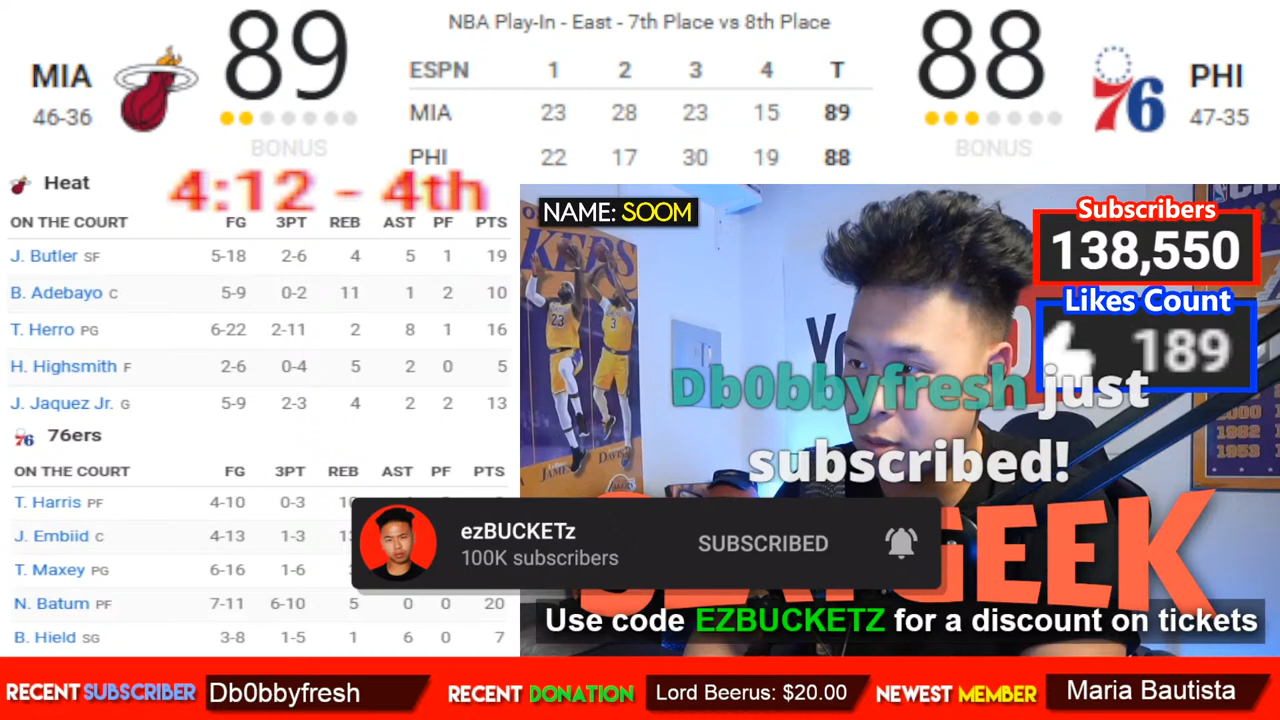 NBA Play-In - East - 7th Place vs 8th Place
MIA
46-36
89
BONUS
ESPN 1 2 3 4 T
MIA 23 28 23 15 89
PHI 22 17 30 19 88
88
BONUS
76
PHI
47-35
Heat
4:12 - 4th
ON THE COURT FG 3PT REB AST PF PTS
J. Butler SF 5-18 2-6 4 5 1 19
B. Adebayo C 5-9 0-2 11 1 2 10
T. Herro PG 6-22 2-11 2 8 1 16
H. Highsmith F 2-6 0-4 5 2 0 5
J. Jaquez Jr. G 5-9 2-3 4 2 2 13
76ers
ON THE COURT FG 3PT REB AST PF PTS
T. Harris PF 4-10 0-3
J. Embiid C 4-13 1-3
T. Maxey PG 6-16 1-6
N. Batum PF 7-11 6-10 5 0 0 20
B. Hield SG 3-8 1-5 1 6 0 7
NAME: SOOM
Subscribers
138,550
Likes Count
189
JAMES
DAVIS
Db0bbyfresh just
subscribed!
ezBUCKETz
100K subscribers
SUBSCRIBED
GEEK
Use code EZBUCKETZ for a discount on tickets
RECENT SUBSCRIBER Db0bbyfresh
RECENT DONATION Lord Beerus: $20.00
NEWEST MEMBER Maria Bautista